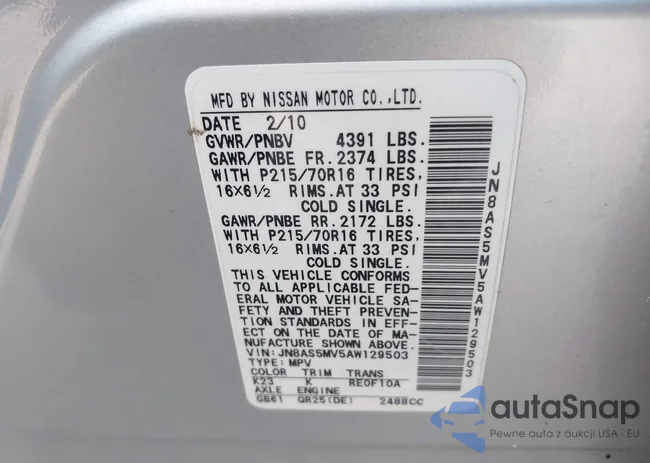 MFD BY NISSAN MOTOR CO.,LTD.
DATE 2/10
GVWR/PNBV 4391 LBS.
GAWR/PNBE FR. 2374 LBS.
WITH P215/70R16 TIRES,
16X6½ RIMS. AT 33 PSI
COLD SINGLE.
GAWR/PNBE RR. 2172 LBS.
WITH P215/70R16 TIRES,
16X6½ RIMS. AT 33 PSI
COLD SINGLE.
THIS VEHICLE CONFORMS
TO ALL APPLICABLE FED-
ERAL MOTOR VEHICLE SA-
FETY AND THEFT PREVEN-
TION STANDARDS IN EFF-
ECT ON THE DATE OF MA-
NUFACTURE SHOWN ABOVE.
VIN: JN8AS5MV5AW129503
TYPE: MPV
COLOR TRIM TRANS
K23 K RE0F10A
AXLE ENGINE
GB61 QR25(DE) 2488CC
JN8AS5MV5AW129503
autoSnap
Pewne auta z aukcji USA i EU